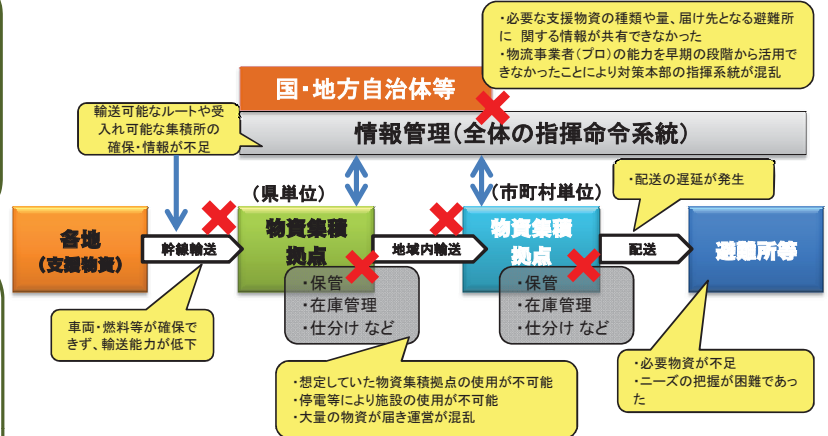 ・必要な支援物資の種類や量、届け先となる避難所
に 関する情報が共有できなかった
・物流事業者(プロ)の能力を早期の段階から活用で
きなかったことにより対策本部の指揮系統が混乱
国・地方自治体等
輸送可能なルートや受
入れ可能な集積所の
確保・情報が不足
情報管理(全体の指揮命令系統)
(県単位)
(市町村単位)
・配送の遅延が発生
各地
(支援物資)
幹線輸送
物資集積
拠点
地域内輸送
物資集積
拠点
配送
避難所等
・保管
・在庫管理
・仕分け など
・保管
・在庫管理
・仕分け など
車両・燃料等が確保で
きず、輸送能力が低下
・想定していた物資集積拠点の使用が不可能
・停電等により施設の使用が不可能
・大量の物資が届き運営が混乱
・必要物資が不足
・ニーズの把握が困難であっ
た